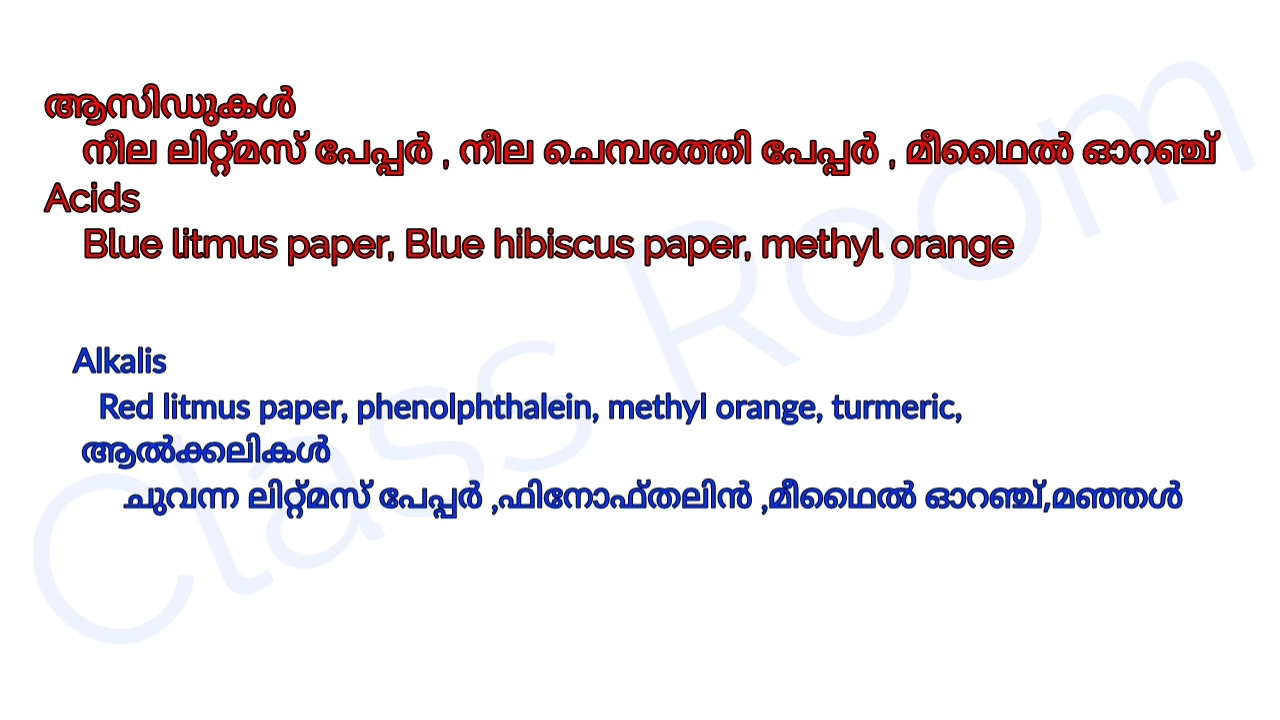 ആസിഡുകൾ
നീല ലിറ്റ്മസ് പേപ്പർ , നീല ചെമ്പരത്തി പേപ്പർ , മീഥൈൽ ഓറഞ്ച്
Acids
Blue litmus paper, Blue hibiscus paper, methyl orange
Alkalis
Red litmus paper, phenolphthalein, methyl orange, turmeric,
ആൽക്കലികൾ
ചുവന്ന ലിറ്റ്മസ് പേപ്പർ ,ഫിനോഫ്തലിൻ ,മീഥൈൽ ഓറഞ്ച്,മഞ്ഞൾ
Class Room